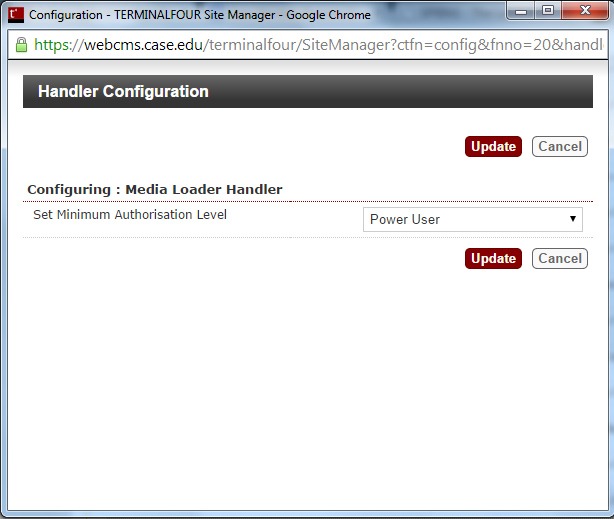 Configuration - TERMINALFOUR Site Manager - Google Chrome
https://webcms.case.edu/terminalfour/SiteManager?ctfn=config&fnno=20&handl
Handler Configuration
Update Cancel
Configuring : Media Loader Handler
Set Minimum Authorisation Level Power User
Update Cancel